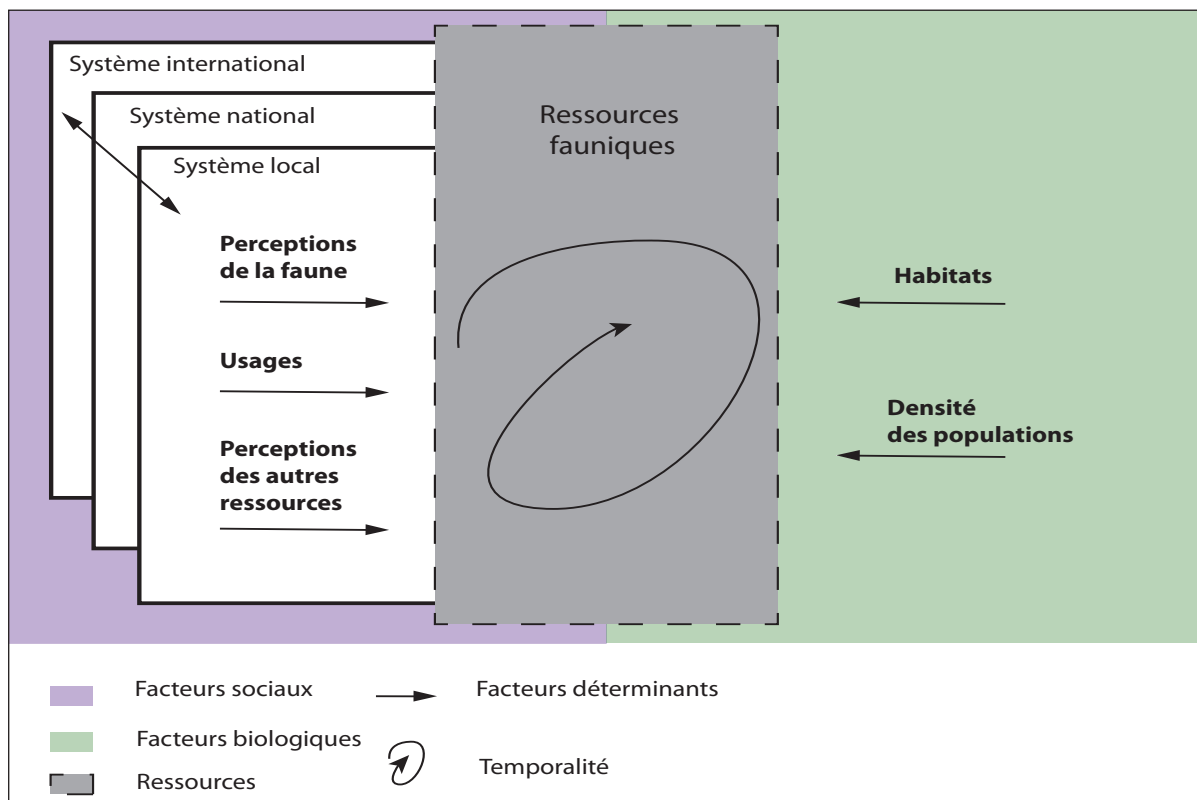 Système international
Système national
Système local
Perceptions
de la faune
Usages
Perceptions
des autres
ressources
Ressources
fauniques
Habitats
Densité
des populations
Facteurs sociaux
Facteurs déterminants
Facteurs biologiques
Temporalité
Ressources